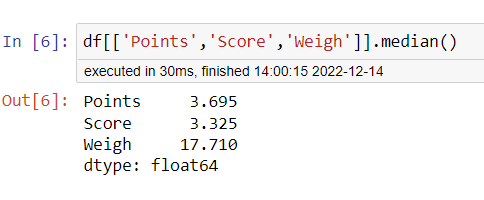 In [6]: df[['Points','Score','Weigh']].median()
executed in 30ms, finished 14:00:15 2022-12-14
Out[6]: Points 3.695
Score 3.325
Weigh 17.710
dtype: float64